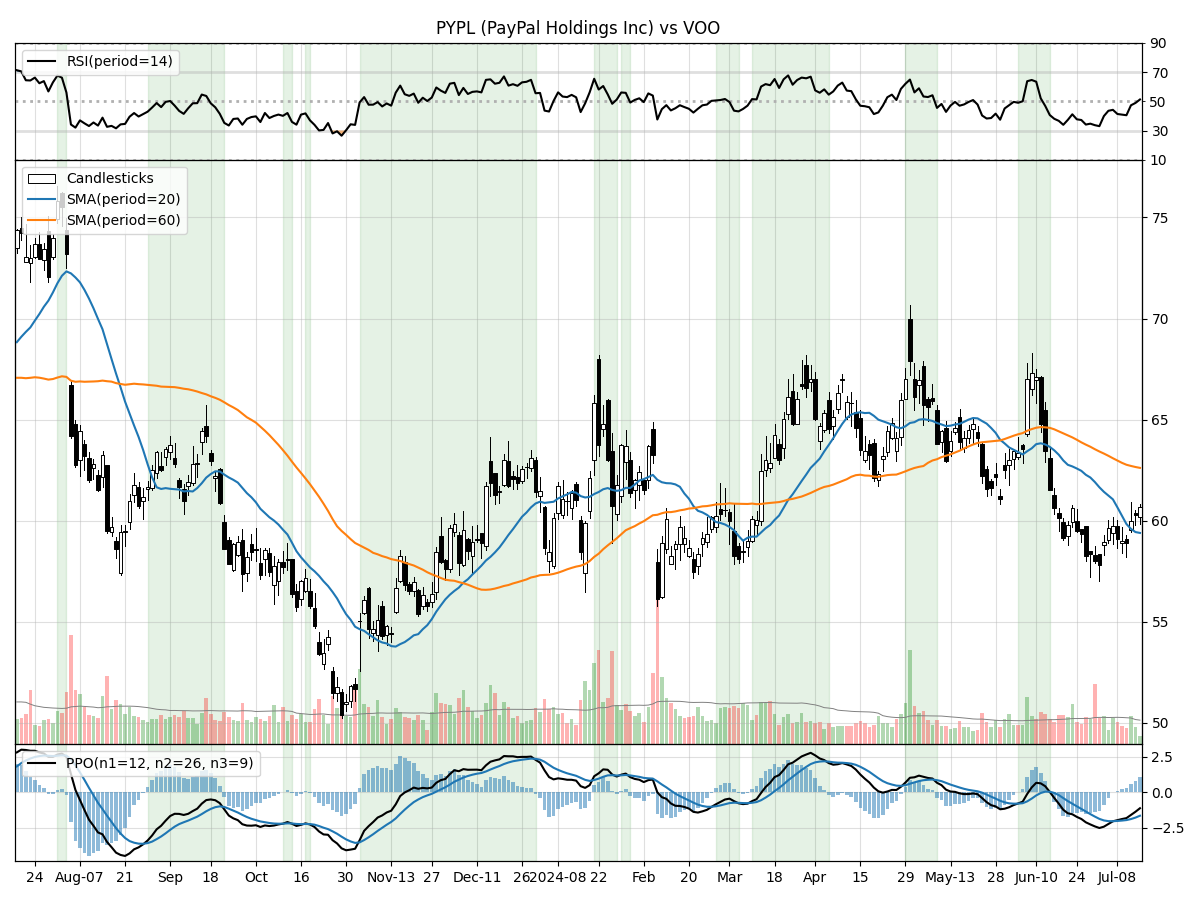 PYPL (PayPal Holdings Inc) vs VOO
RSI(period=14)
90
70
50
30
10
Candlesticks
SMA(period=20)
SMA(period=60)
75
70
65
60
55
50
PPO(n1=12, n2=26, n3=9)
2.5
0.0
−2.5
24 Aug-07 21 Sep 18 Oct 16 30 Nov-13 27 Dec-11 26 2024-08 22 Feb 20 Mar 18 Apr 15 29 May-13 28 Jun-10 24 Jul-08